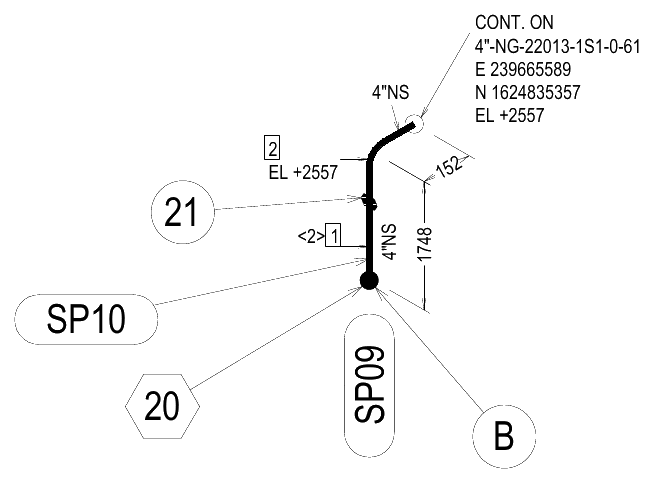 CONT. ON
4"-NG-22013-1S1-0-61
E 239665589
N 1624835357
EL +2557
4"NS
2
EL +2557
152
21
<2> 1
4"NS
1748
SP10
SP09
20
B